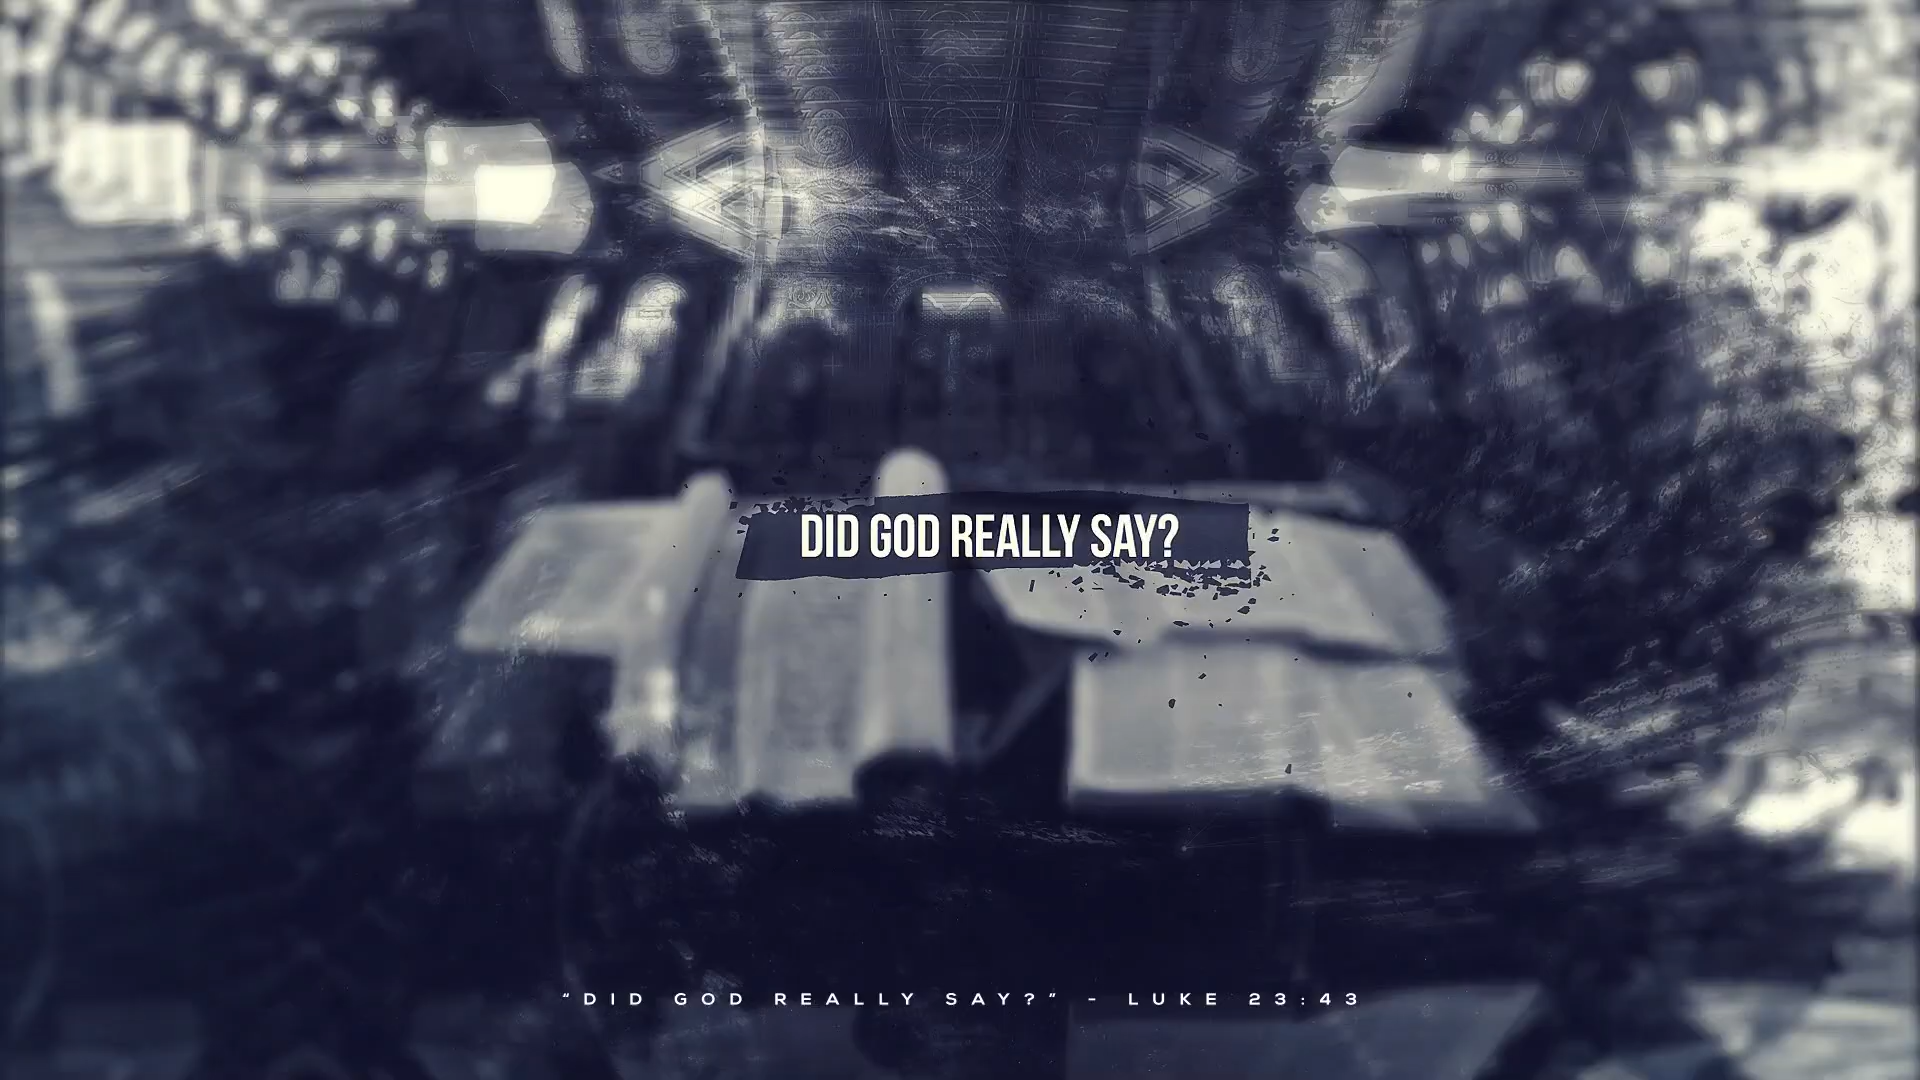 DID GOD REALLY SAY?
“DID GOD REALLY SAY?” - LUKE 23:43